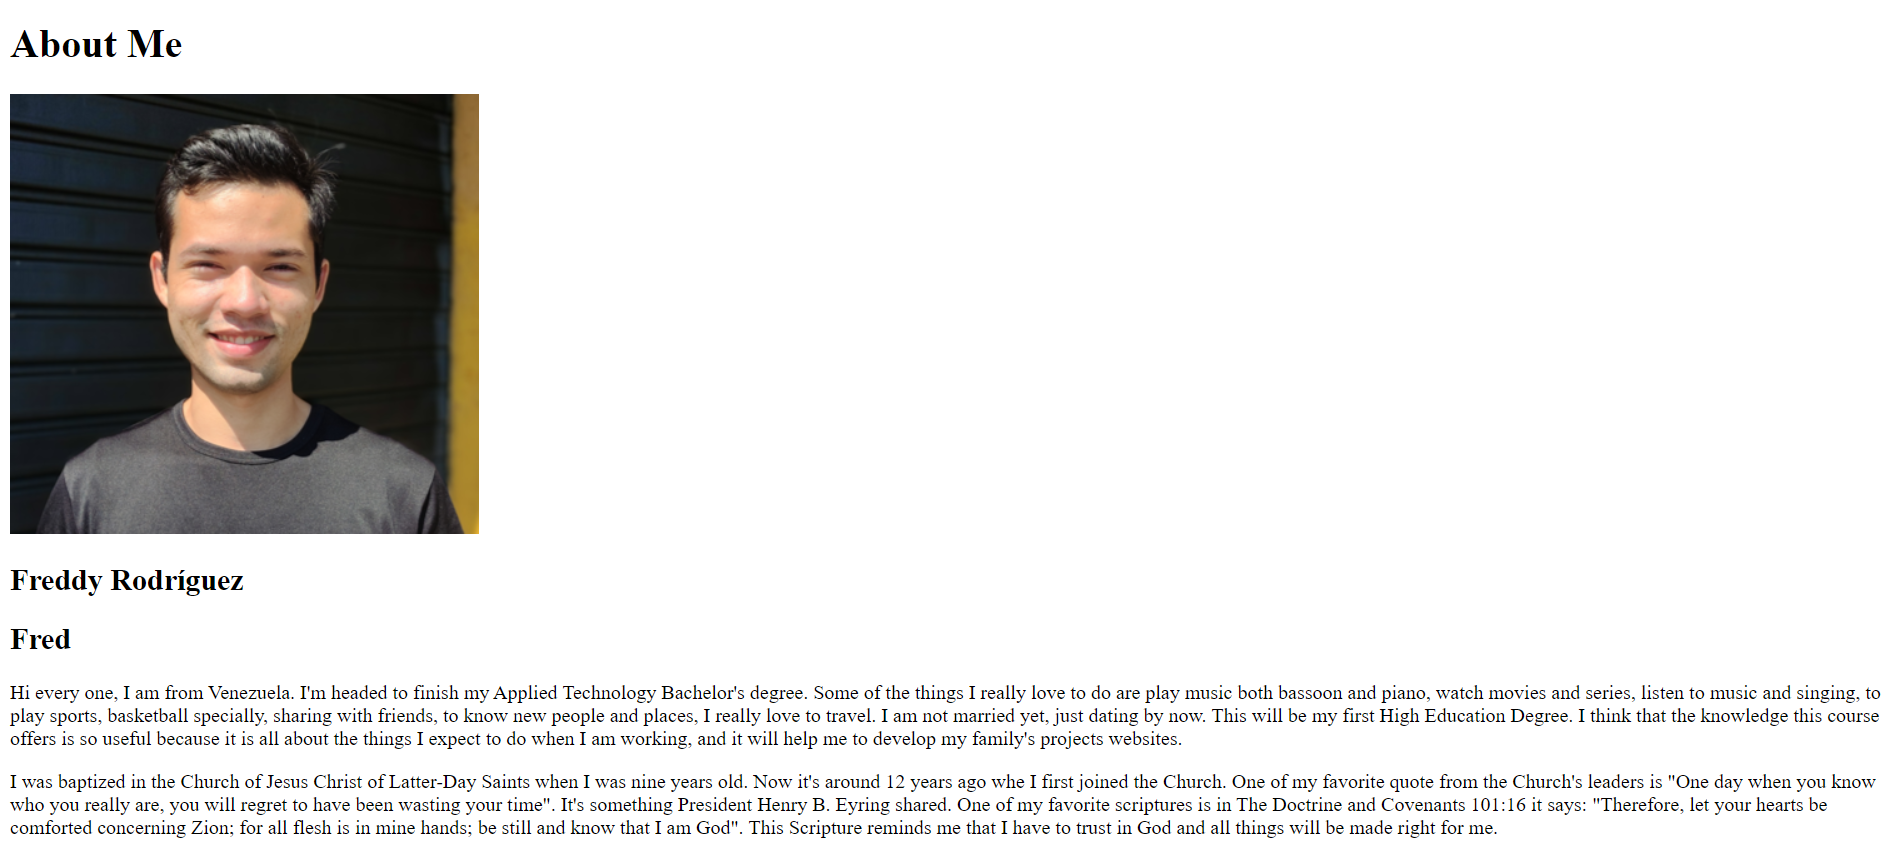 About Me
Freddy Rodríguez
Fred
Hi every one, I am from Venezuela. I'm headed to finish my Applied Technology Bachelor's degree. Some of the things I really love to do are play music both bassoon and piano, watch movies and series, listen to music and singing, to
play sports, basketball specially, sharing with friends, to know new people and places, I really love to travel. I am not married yet, just dating by now. This will be my first High Education Degree. I think that the knowledge this course
offers is so useful because it is all about the things I expect to do when I am working, and it will help me to develop my family's projects websites.
I was baptized in the Church of Jesus Christ of Latter-Day Saints when I was nine years old. Now it's around 12 years ago whe I first joined the Church. One of my favorite quote from the Church's leaders is "One day when you know
who you really are, you will regret to have been wasting your time". It's something President Henry B. Eyring shared. One of my favorite scriptures is in The Doctrine and Covenants 101:16 it says: "Therefore, let your hearts be
comforted concerning Zion; for all flesh is in mine hands; be still and know that I am God". This Scripture reminds me that I have to trust in God and all things will be made right for me.